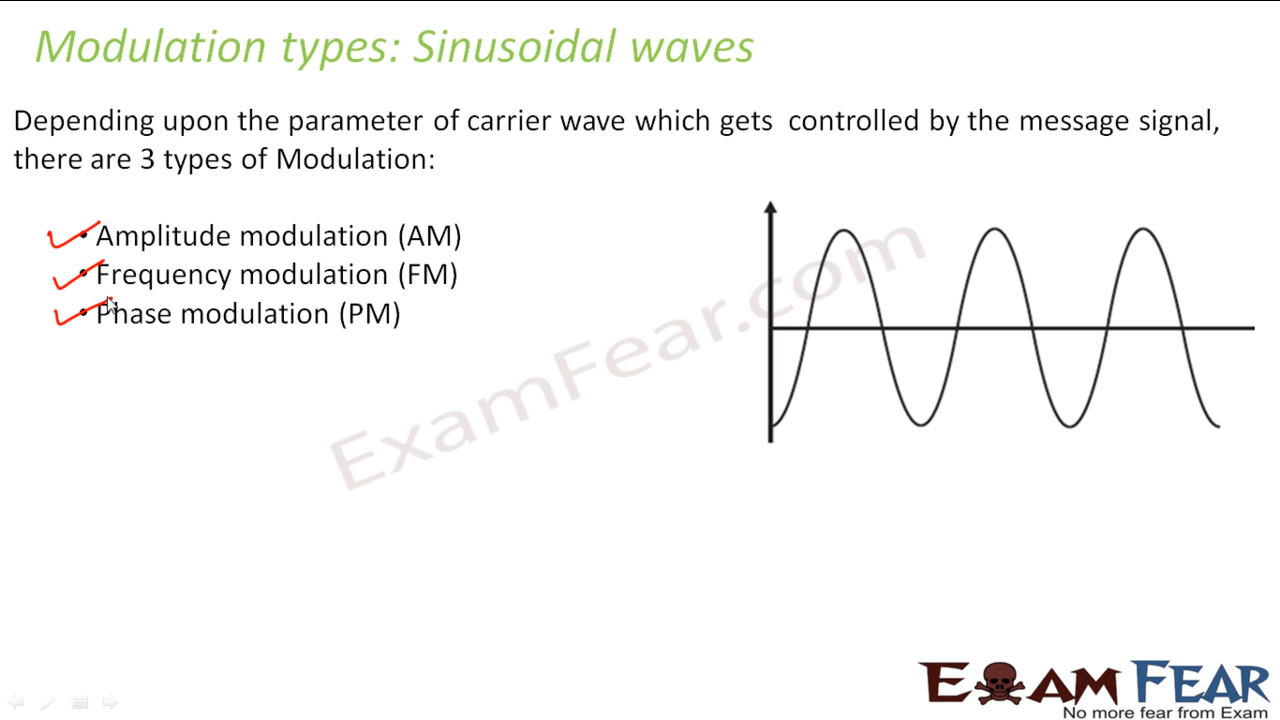 Modulation types: Sinusoidal waves
Depending upon the parameter of carrier wave which gets controlled by the message signal,
there are 3 types of Modulation:
• Amplitude modulation (AM)
• Frequency modulation (FM)
• Phase modulation (PM)
ExamFear.com
EXAM FEAR
No more fear from Exam